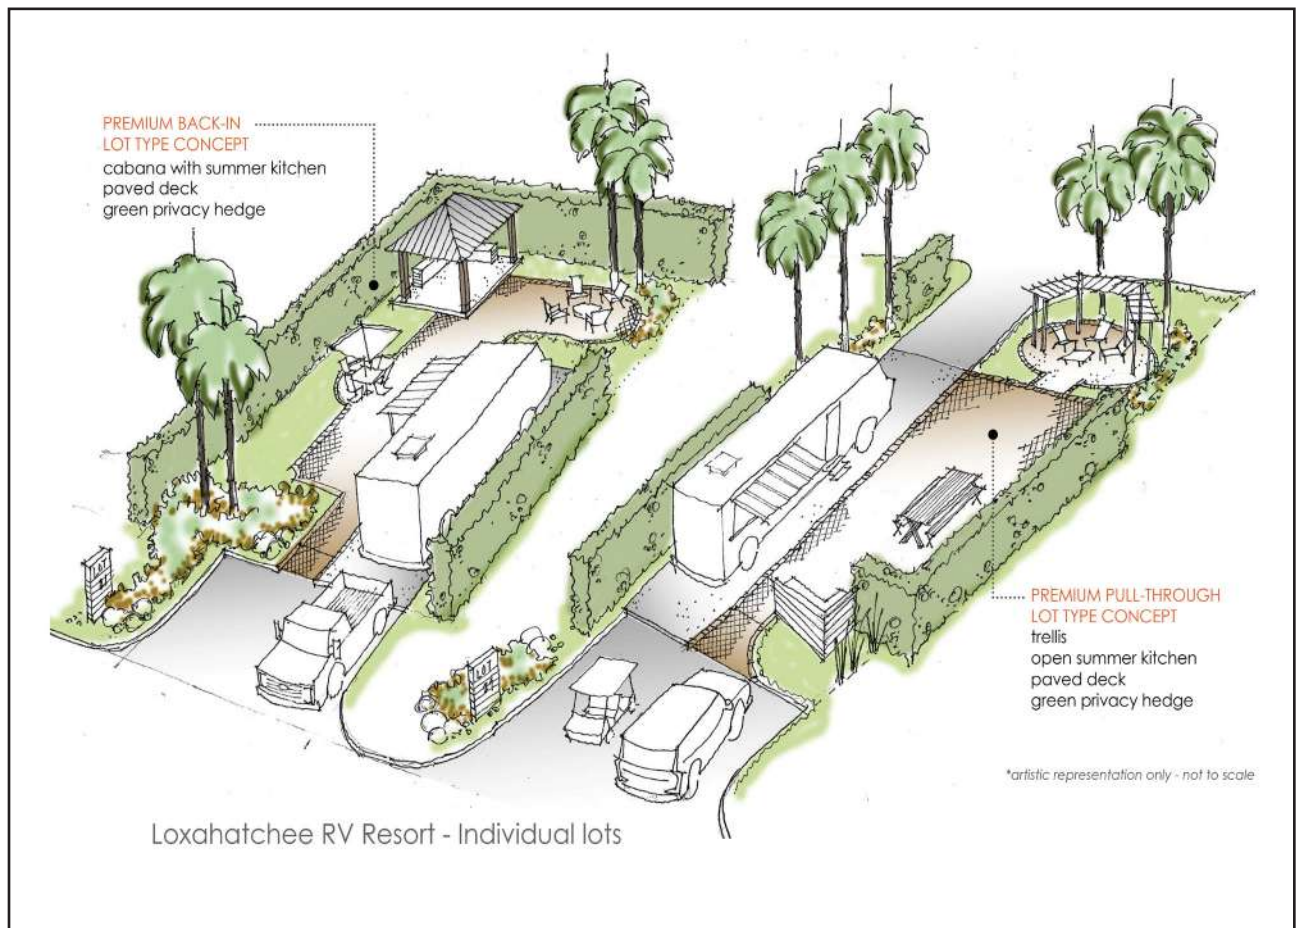 PREMIUM BACK-IN
LOT TYPE CONCEPT
cabana with summer kitchen
paved deck
green privacy hedge
PREMIUM PULL-THROUGH
LOT TYPE CONCEPT
trellis
open summer kitchen
paved deck
green privacy hedge
LOT
LOT
*artistic representation only - not to scale
Loxahatchee RV Resort - Individual lots